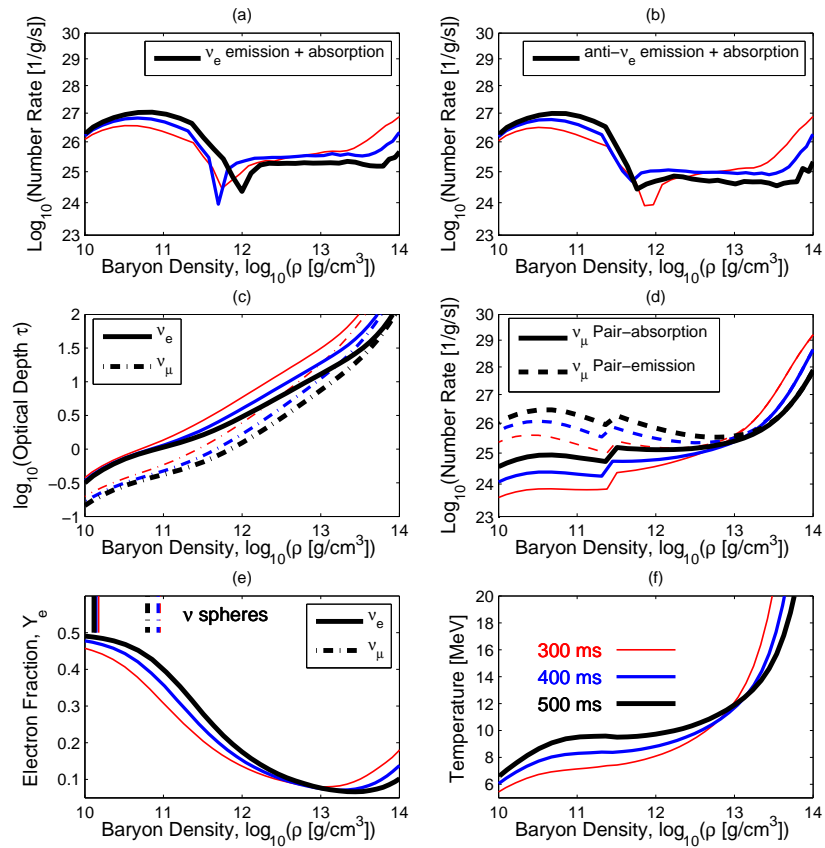 (a)
(b)
30
29
28
27
26
25
24
23
Log10(Number Rate [1/g/s])
νe emission + absorption
10 11 12 13 14
Baryon Density, log10(ρ [g/cm3])
30
29
28
27
26
25
24
23
Log10(Number Rate [1/g/s])
anti−νe emission + absorption
10 11 12 13 14
Baryon Density, log10(ρ [g/cm3])
(c)
(d)
2
1.5
1
0.5
0
−0.5
−1
log10(Optical Depth τ)
νe
νμ
10 11 12 13 14
Baryon Density, log10(ρ [g/cm3])
30
29
28
27
26
25
24
23
Log10(Number Rate [1/g/s])
νμ Pair−absorption
νμ Pair−emission
10 11 12 13 14
Baryon Density, log10(ρ [g/cm3])
(e)
(f)
0.5
0.4
0.3
0.2
0.1
Electron Fraction, Ye
ν spheres
νe
νμ
10 11 12 13 14
Baryon Density, log10(ρ [g/cm3])
20
18
16
14
12
10
8
6
Temperature [MeV]
300 ms
400 ms
500 ms
10 11 12 13 14
Baryon Density, log10(ρ [g/cm3])